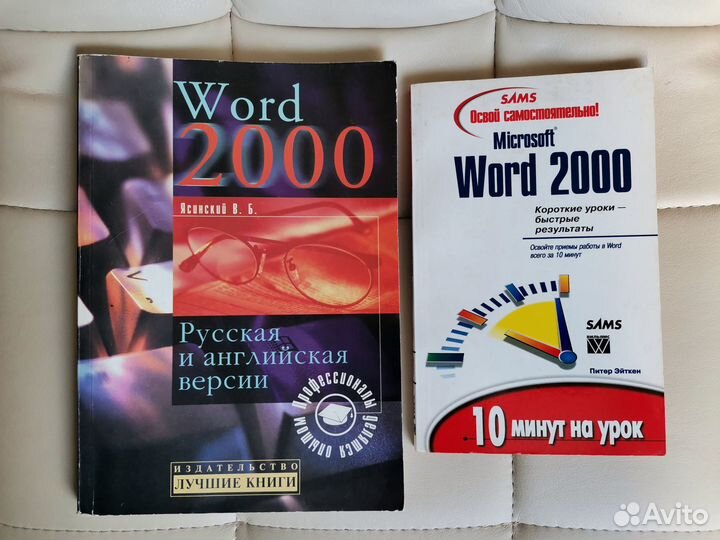 Word
2000
Ясинский В. Б.
Русская
и английская
версии
профессионалы делятся опытом
ИЗДАТЕЛЬСТВО
ЛУЧШИЕ КНИГИ
SAMS
Освой самостоятельно!
Microsoft®
Word 2000
Короткие уроки —
быстрые
результаты
Освойте приемы работы в Word
всего за 10 минут
SAMS
W
Питер Эйткен
10 минут на урок
Avito